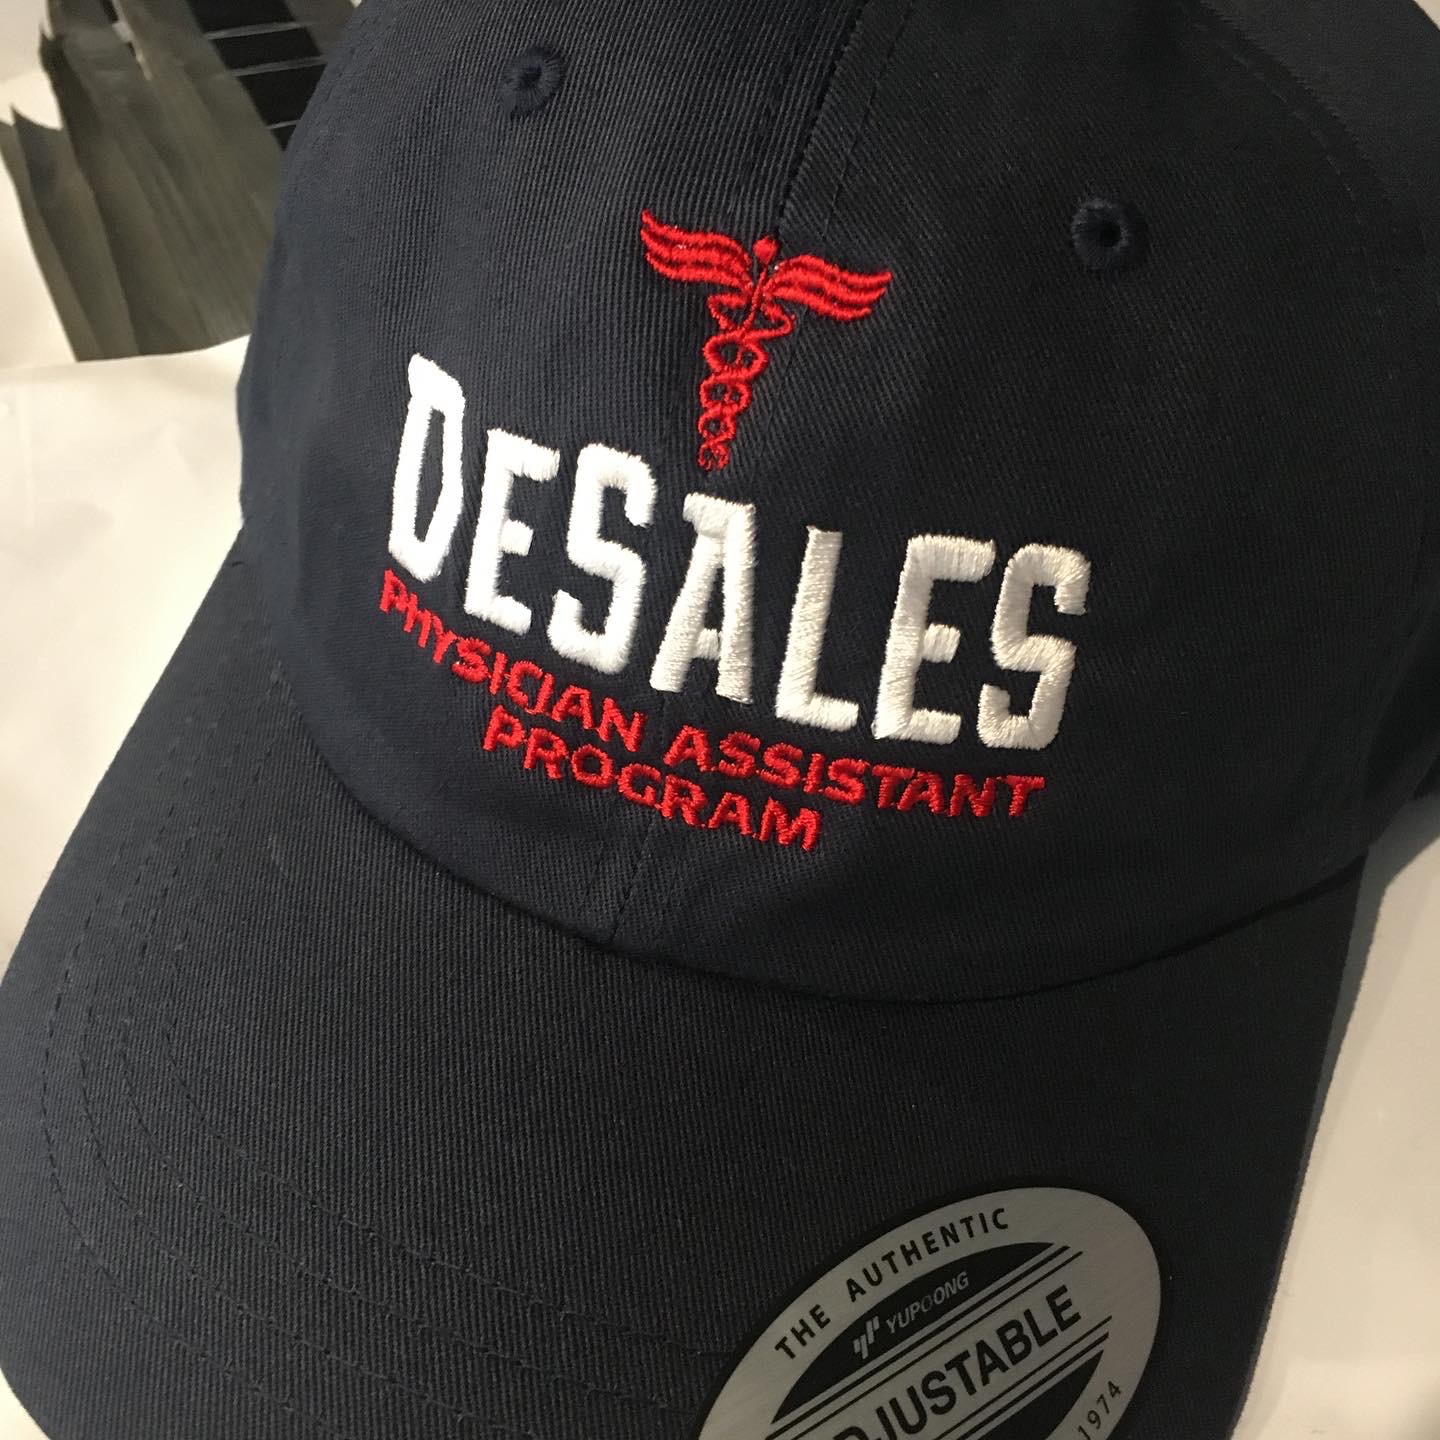 DESALES
PHYSICIAN ASSISTANT
PROGRAM
THE AUTHENTIC
YUPOONG
ADJUSTABLE
1974